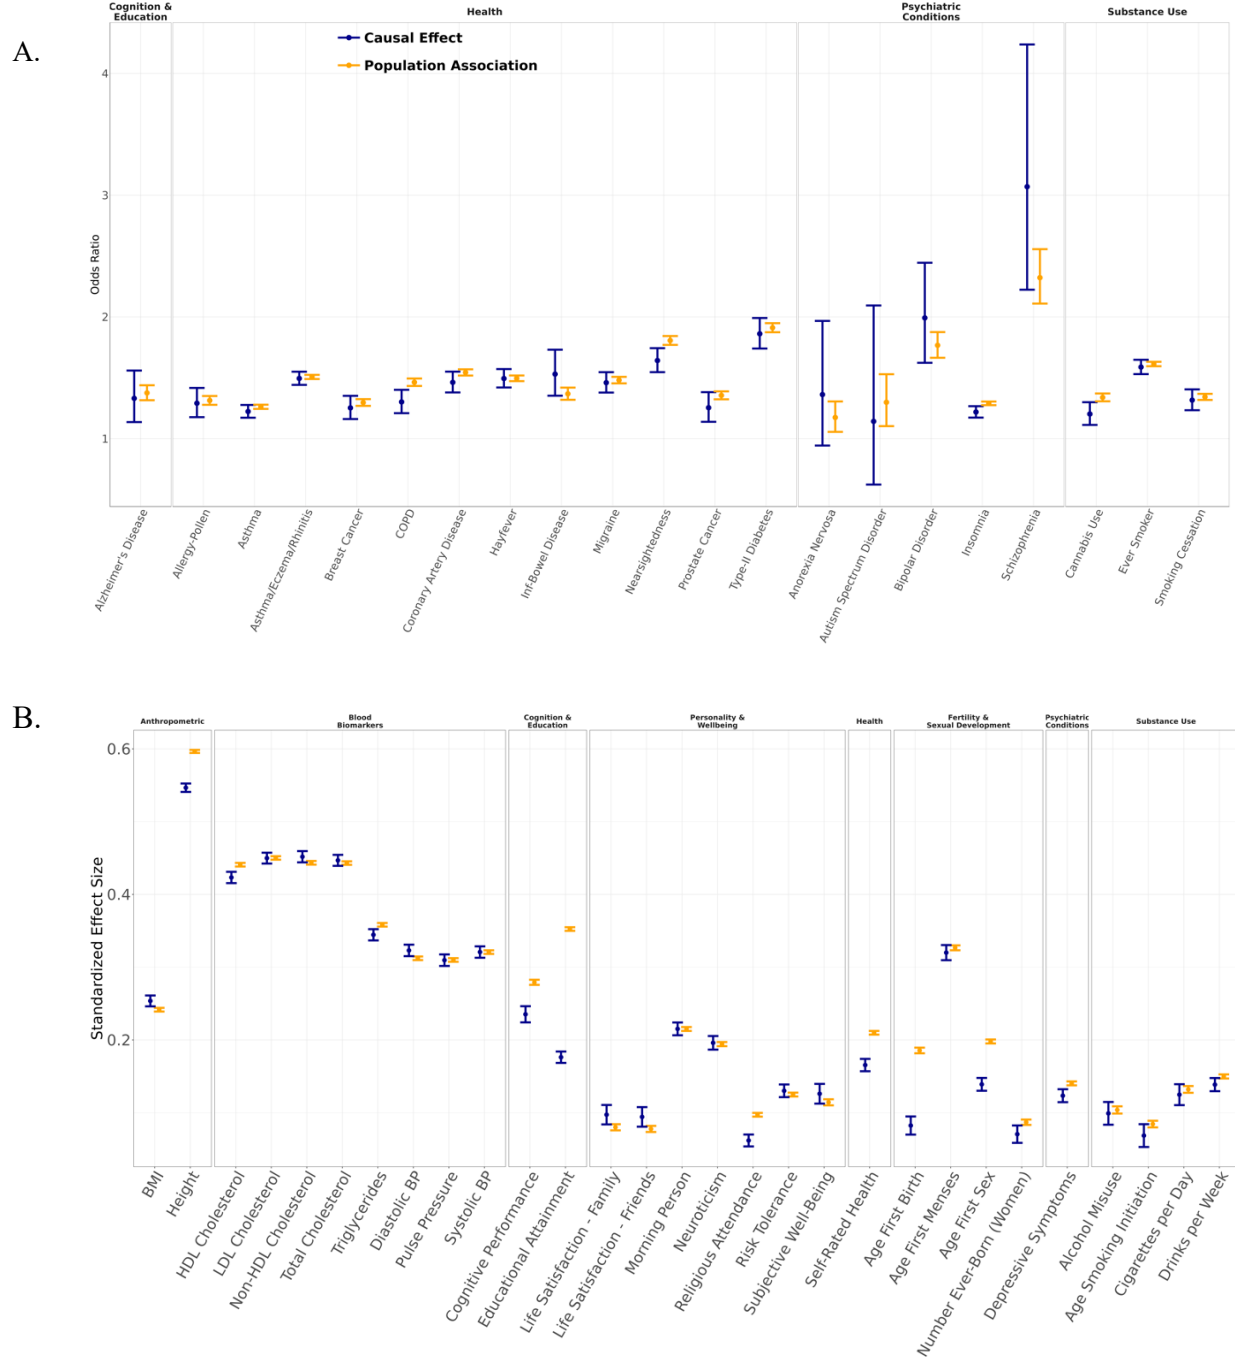 A.
Cognition &
Education
Health
Psychiatric
Conditions
Substance Use
Causal Effect
Population Association
Odds Ratio
4
3
2
1
Alzheimer's Disease
Allergy-Pollen
Asthma
Asthma/Eczema/Rhinitis
Breast Cancer
COPD
Coronary Artery Disease
Hayfever
Inf-Bowel Disease
Migraine
Nearsightedness
Prostate Cancer
Type-II Diabetes
Anorexia Nervosa
Autism Spectrum Disorder
Bipolar Disorder
Insomnia
Schizophrenia
Cannabis Use
Ever Smoker
Smoking Cessation
B.
Anthropometric
Blood
Biomarkers
Cognition &
Education
Personality &
Wellbeing
Health
Fertility &
Sexual Development
Psychiatric
Conditions
Substance Use
Standardized Effect Size
0.6
0.4
0.2
BMI
Height
HDL Cholesterol
LDL Cholesterol
Non-HDL Cholesterol
Total Cholesterol
Triglycerides
Diastolic BP
Pulse Pressure
Systolic BP
Cognitive Performance
Educational Attainment
Life Satisfaction - Family
Life Satisfaction - Friends
Morning Person
Neuroticism
Religious Attendance
Risk Tolerance
Subjective Well-Being
Self-Rated Health
Age First Birth
Age First Menses
Age First Sex
Number Ever-Born (Women)
Depressive Symptoms
Alcohol Misuse
Age Smoking Initiation
Cigarettes per Day
Drinks per Week